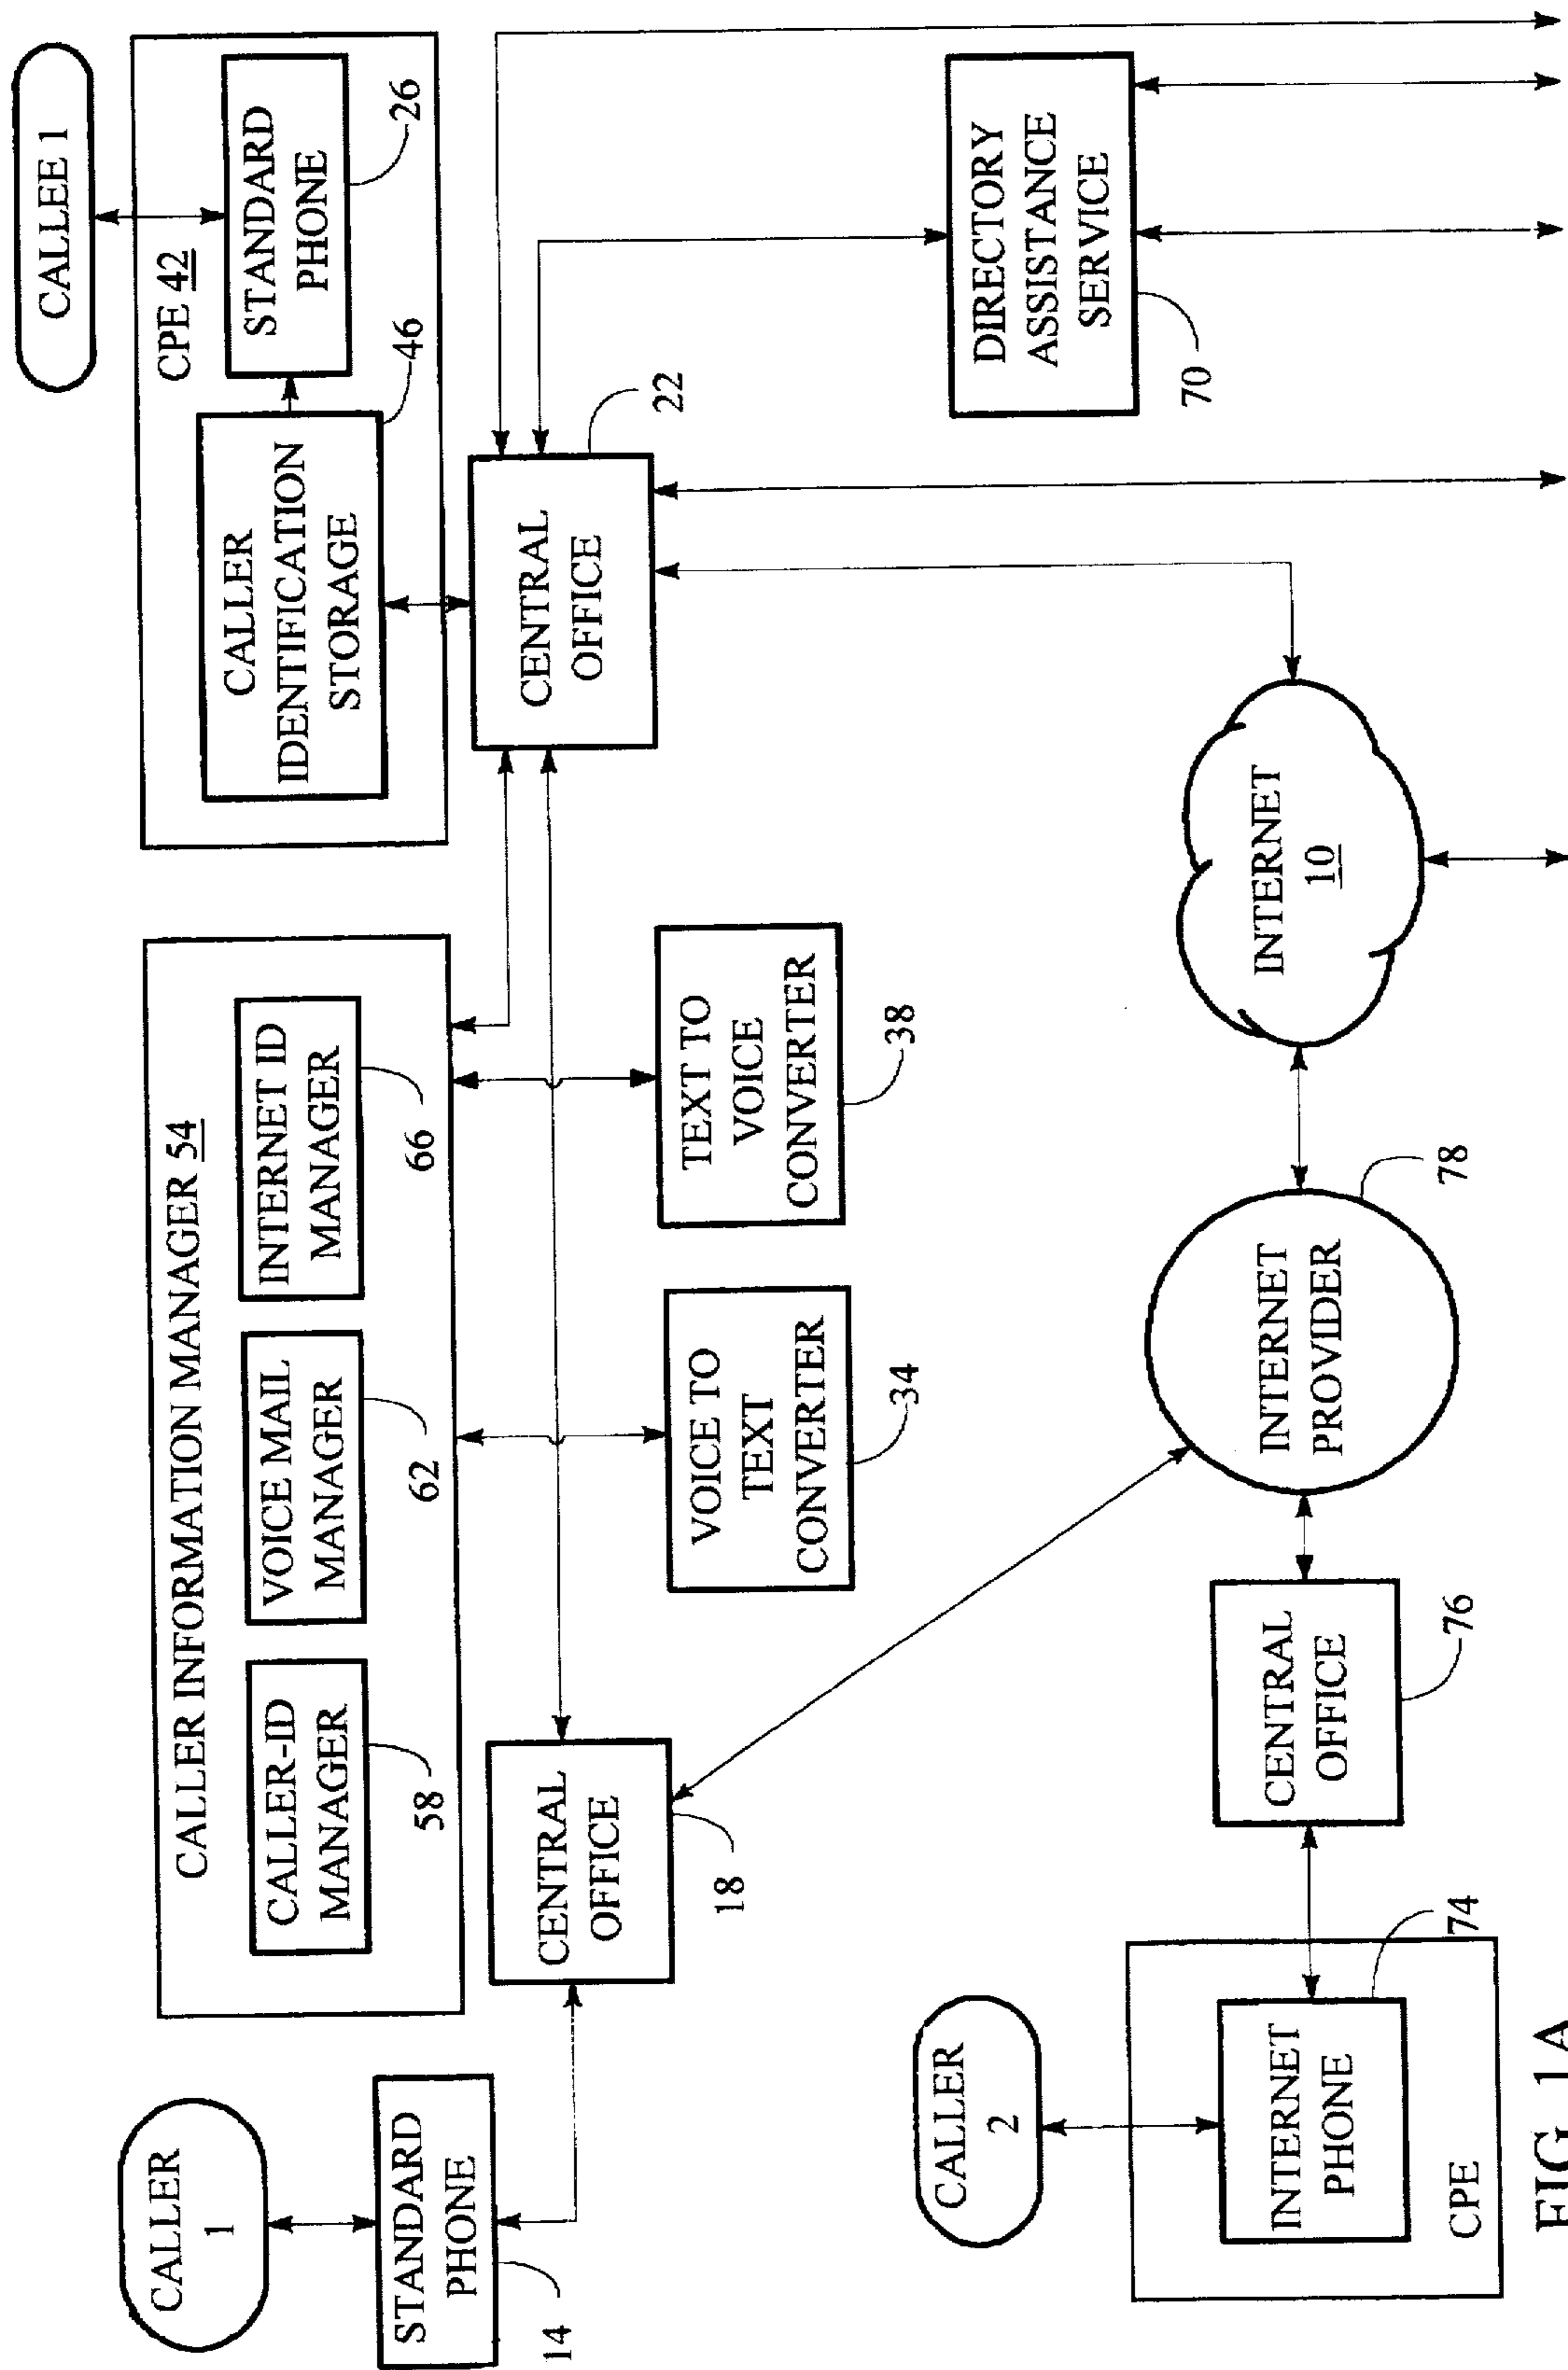 CALLER
1
STANDARD
PHONE
14
CALLER INFORMATION MANAGER 54
CALLER-ID
MANAGER
58
VOICE MAIL
MANAGER
62
INTERNET ID
MANAGER
66
CALLEE 1
CPE 42
CALLER
IDENTIFICATION
STORAGE
46
STANDARD
PHONE
26
CENTRAL
OFFICE
18
VOICE TO
TEXT
CONVERTER
34
TEXT TO
VOICE
CONVERTER
38
CENTRAL
OFFICE
22
DIRECTORY
ASSISTANCE
SERVICE
70
CALLER
2
INTERNET
PHONE
74
CPE
CENTRAL
OFFICE
76
INTERNET
PROVIDER
78
INTERNET
10
FIG. 1A